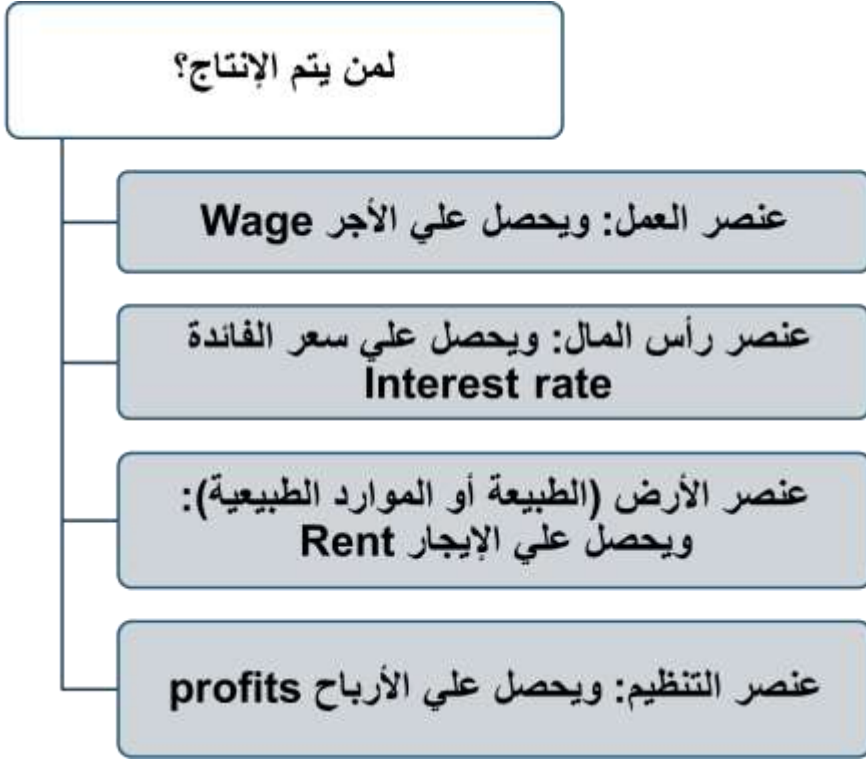 لمن يتم الإنتاج؟
عنصر العمل: ويحصل علي الأجر Wage
عنصر رأس المال: ويحصل علي سعر الفائدة
Interest rate
عنصر الأرض (الطبيعة أو الموارد الطبيعية):
ويحصل علي الإيجار Rent
عنصر التنظيم: ويحصل علي الأرباح profits